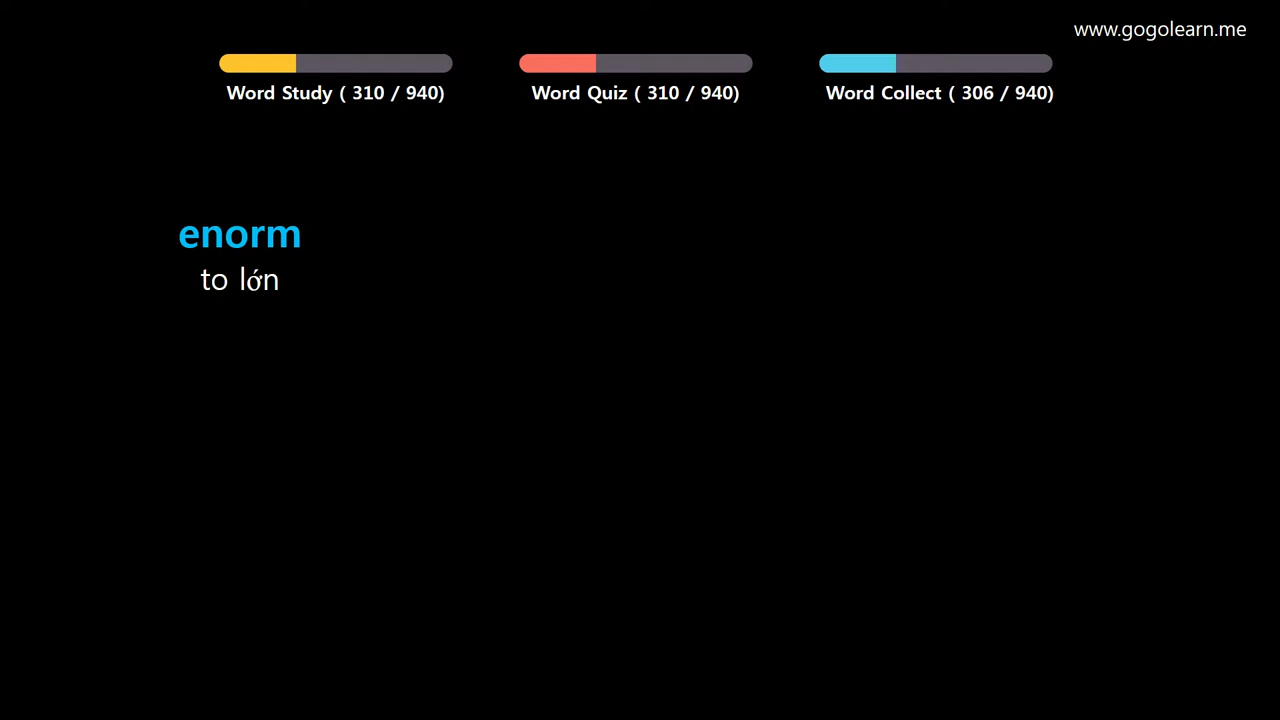 www.gogolearn.me
Word Study ( 310 / 940)
Word Quiz ( 310 / 940)
Word Collect ( 306 / 940)
enorm
to lớn